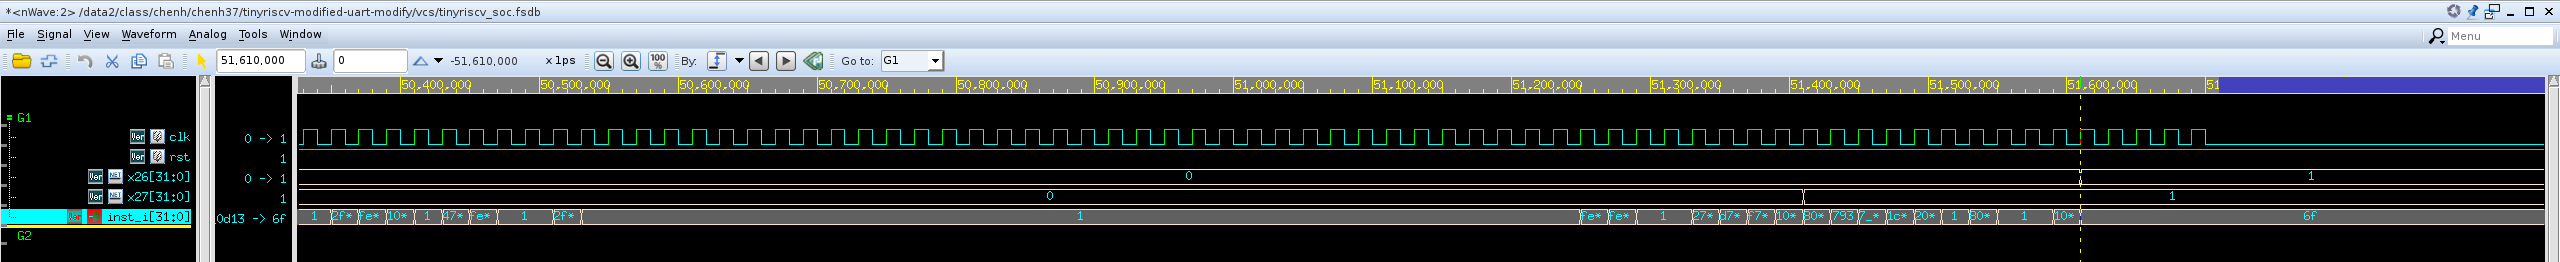 *<nWave:2> /data2/class/chenh/chenh37/tinyriscv-modified-uart-modify/vcs/tinyriscv_soc.fsdb
File Signal View Waveform Analog Tools Window Menu
51,610,000 0 -51,610,000 x 1ps 100% By: Go to: G1
50,400,000 50,500,000 50,600,000 50,700,000 50,800,000 50,900,000 51,000,000 51,100,000 51,200,000 51,300,000 51,400,000 51,500,000 51,600,000 51
G1
clk 0 -> 1
rst 1
x26[31:0] 0 -> 1 0 1
x27[31:0] 1 0 1
inst_i[31:0] 0d13 -> 6f 1 2f* fe* 10* 1 47* fe* 1 2f* 1 fe* fe* 1 27* d7* f7* 10* 80* 793 7_* 1c* 20* 1 80* 1 10* 6f
G2